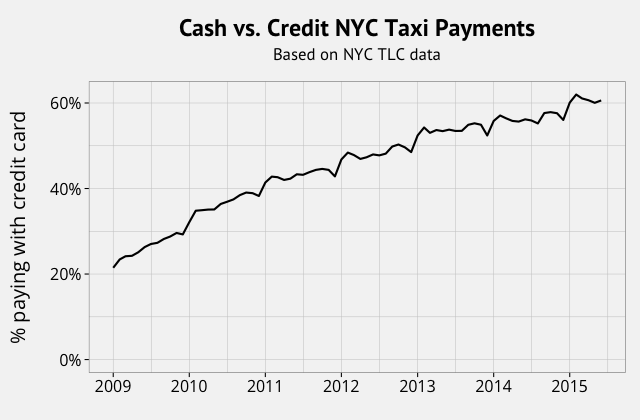 Cash vs. Credit NYC Taxi Payments
Based on NYC TLC data
% paying with credit card
60%
40%
20%
0%
2009 2010 2011 2012 2013 2014 2015